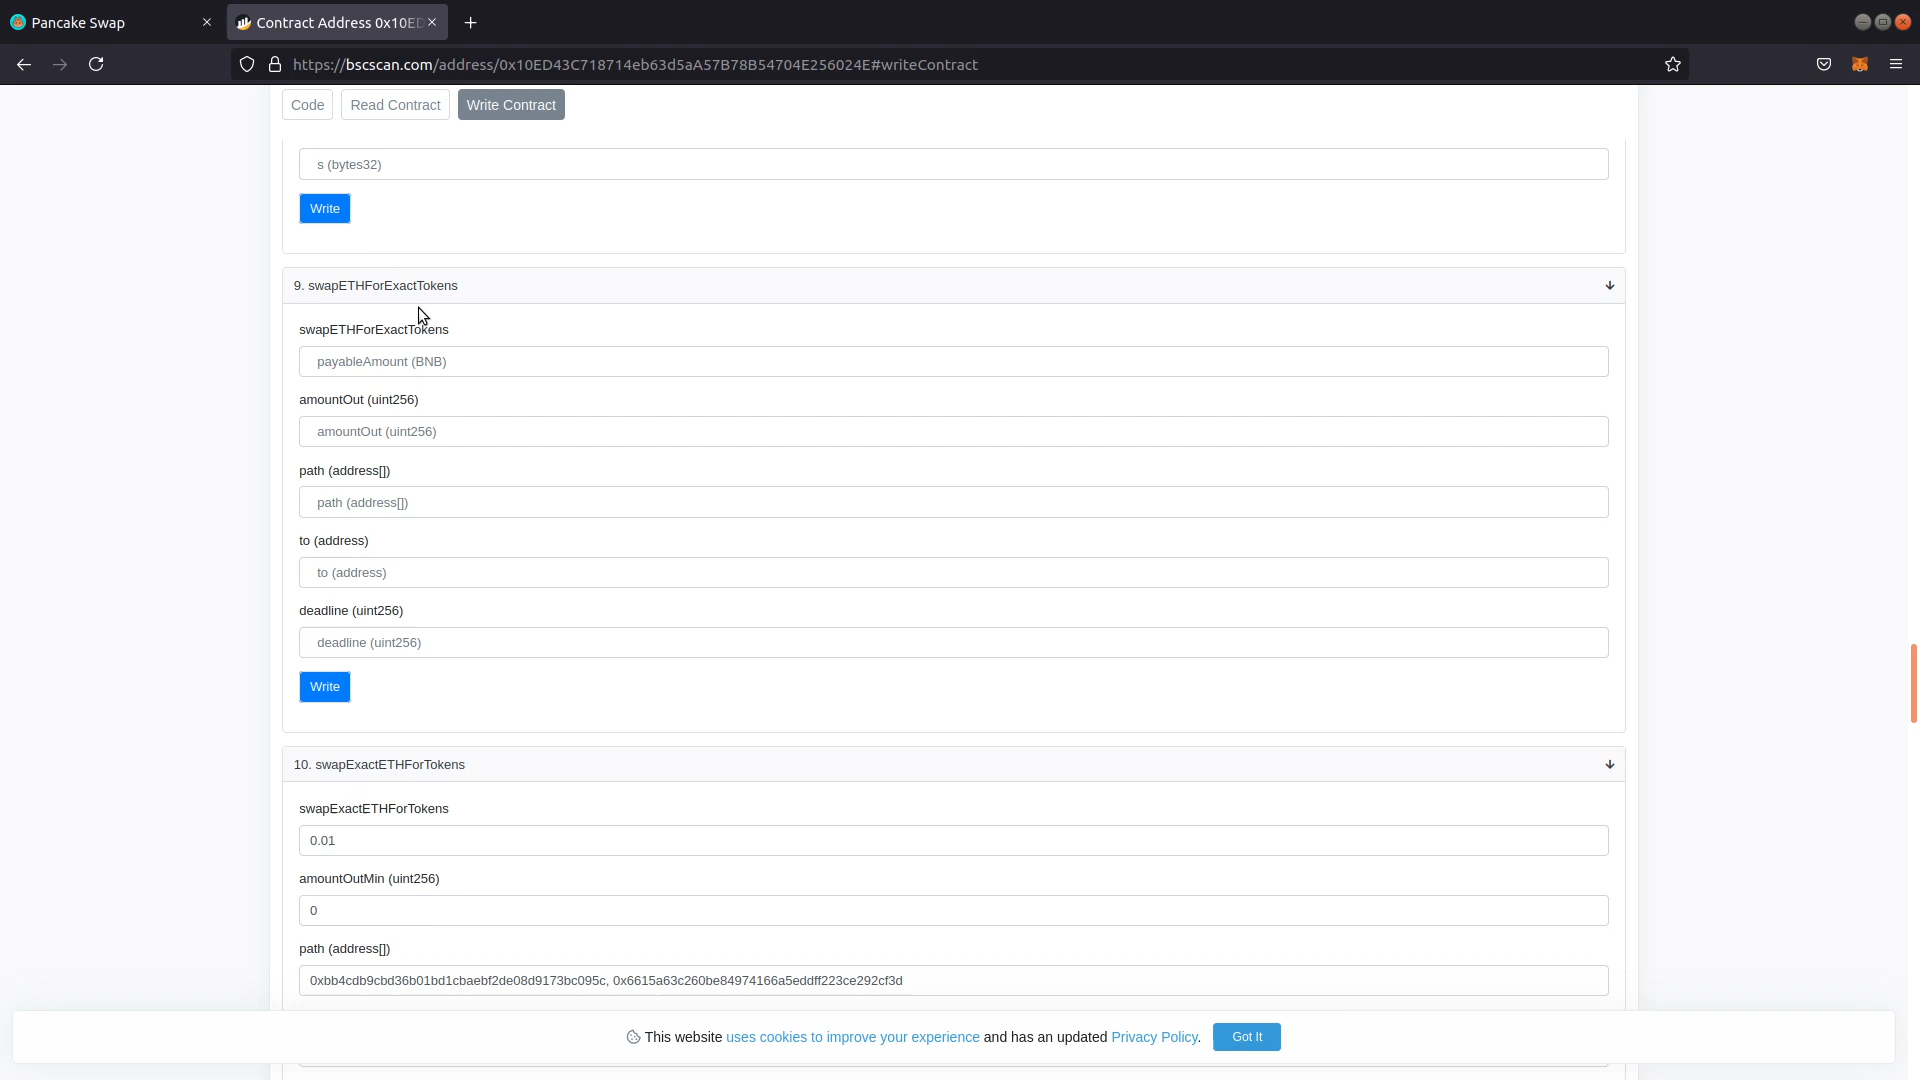 Pancake Swap
Contract Address 0x10ED
https://bscscan.com/address/0x10ED43C718714eb63d5aA57B78B54704E256024E#writeContract
Code
Read Contract
Write Contract
s (bytes32)
Write
9. swapETHForExactTokens
swapETHForExactTokens
payableAmount (BNB)
amountOut (uint256)
amountOut (uint256)
path (address[])
path (address[])
to (address)
to (address)
deadline (uint256)
deadline (uint256)
Write
10. swapExactETHForTokens
swapExactETHForTokens
0.01
amountOutMin (uint256)
0
path (address[])
0xbb4cdb9cbd36b01bd1cbaebf2de08d9173bc095c, 0x6615a63c260be84974166a5eddff223ce292cf3d
This website uses cookies to improve your experience and has an updated Privacy Policy.
Got It